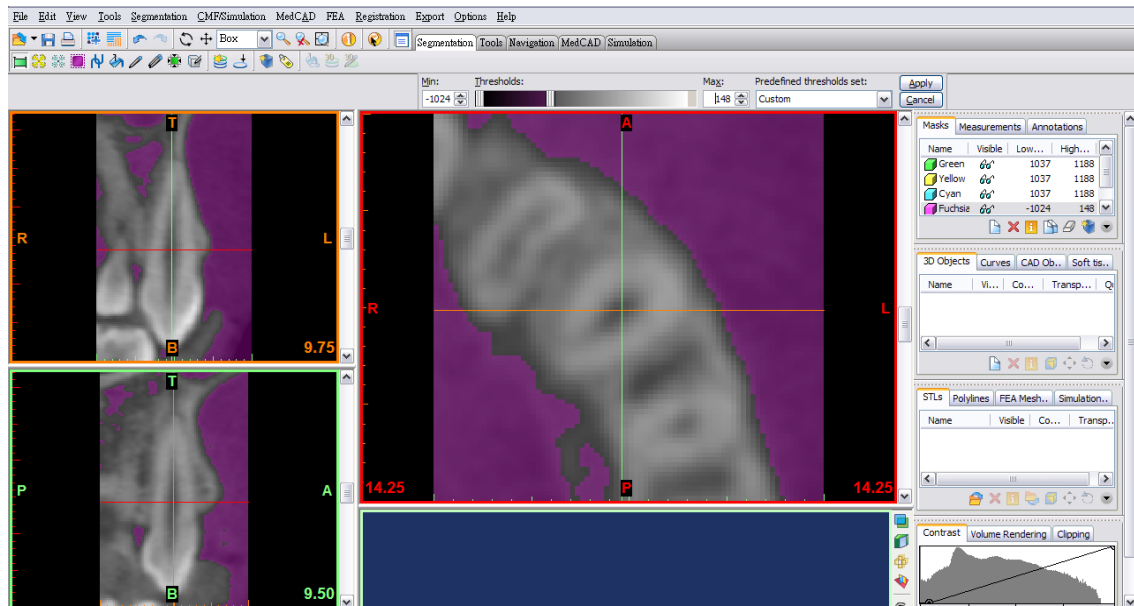 File Edit View Tools Segmentation CMF/Simulation MedCAD FEA Registration Export Options Help
Box Segmentation Tools Navigation MedCAD Simulation
Min: Thresholds: Max: Predefined thresholds set: Apply
-1024 148 Custom Cancel
T
R L
B 9.75
T
P A
B 9.50
A
R L
14.25 P 14.25
Masks Measurements Annotations
Name Visible Low... High...
Green 1037 1188
Yellow 1037 1188
Cyan 1037 1188
Fuchsia -1024 148
3D Objects Curves CAD Ob.. Soft tis..
Name Vi... Co... Transp...
STLs Polylines FEA Mesh.. Simulation..
Name Visible Co... Transp...
Contrast Volume Rendering Clipping